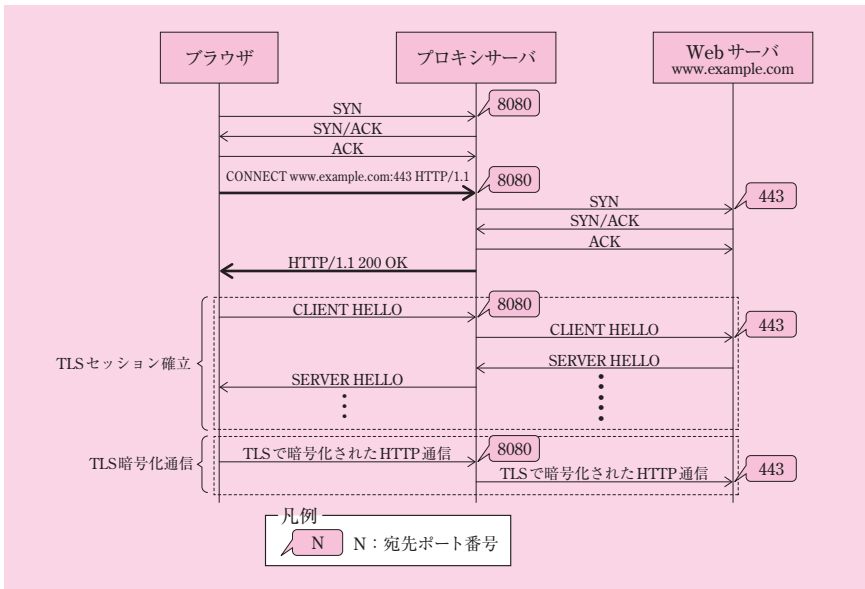 ブラウザ
プロキシサーバ
Webサーバ
www.example.com
SYN
8080
SYN/ACK
ACK
CONNECT www.example.com:443 HTTP/1.1
8080
SYN
443
SYN/ACK
ACK
HTTP/1.1 200 OK
CLIENT HELLO
8080
CLIENT HELLO
443
TLSセッション確立
SERVER HELLO
SERVER HELLO
TLS暗号化通信
TLSで暗号化されたHTTP通信
8080
TLSで暗号化されたHTTP通信
443
凡例
N N：宛先ポート番号